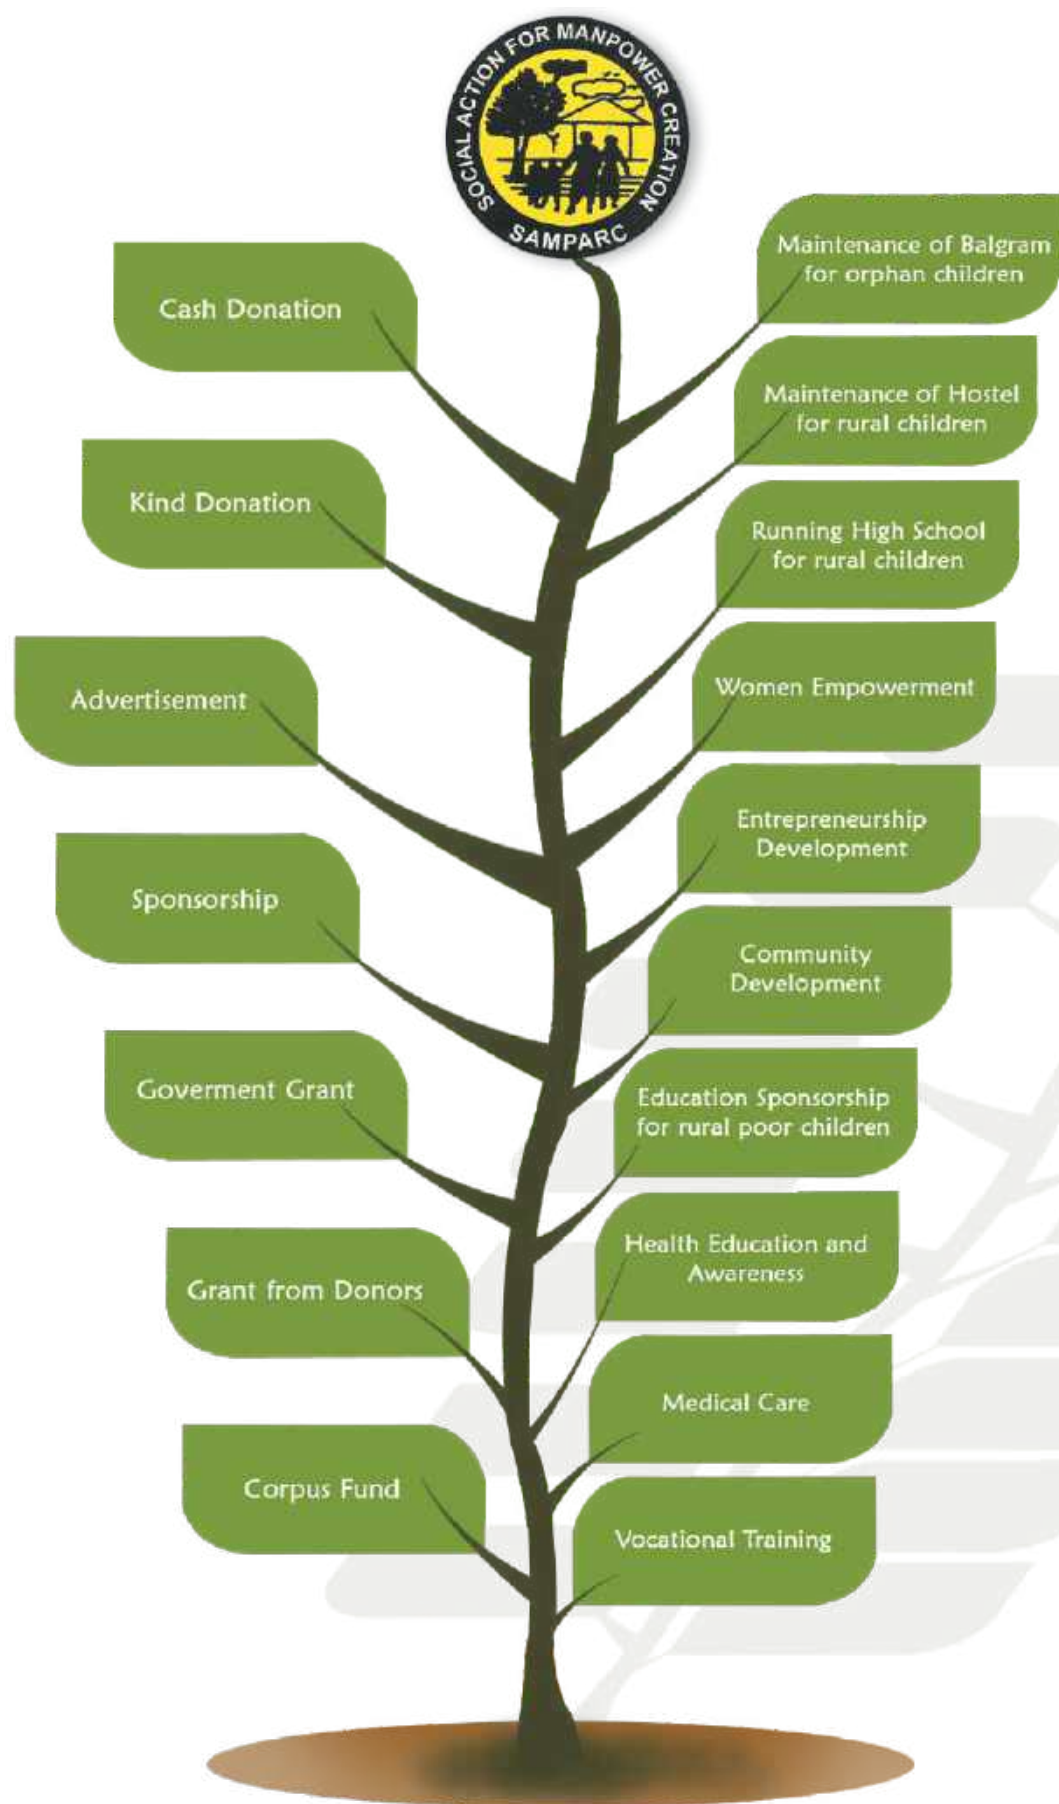 SOCIAL ACTION FOR MANPOWER CREATION
SAMPARC
Cash Donation
Kind Donation
Advertisement
Sponsorship
Goverment Grant
Grant from Donors
Corpus Fund
Maintenance of Balgram
for orphan children
Maintenance of Hostel
for rural children
Running High School
for rural children
Women Empowerment
Entrepreneurship
Development
Community
Development
Education Sponsorship
for rural poor children
Health Education and
Awareness
Medical Care
Vocational Training